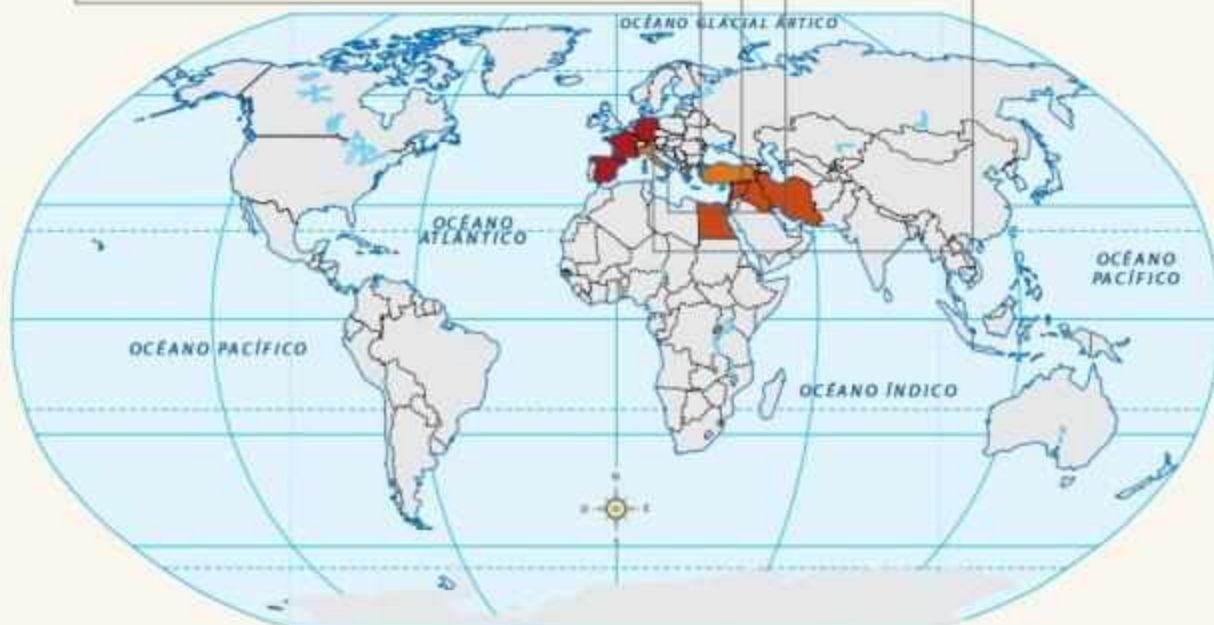 OCÉANO GLACIAL ÁRTICO
OCÉANO
ATLÁNTICO
OCÉANO
PACÍFICO
OCÉANO PACÍFICO
OCÉANO ÍNDICO
N
O
E